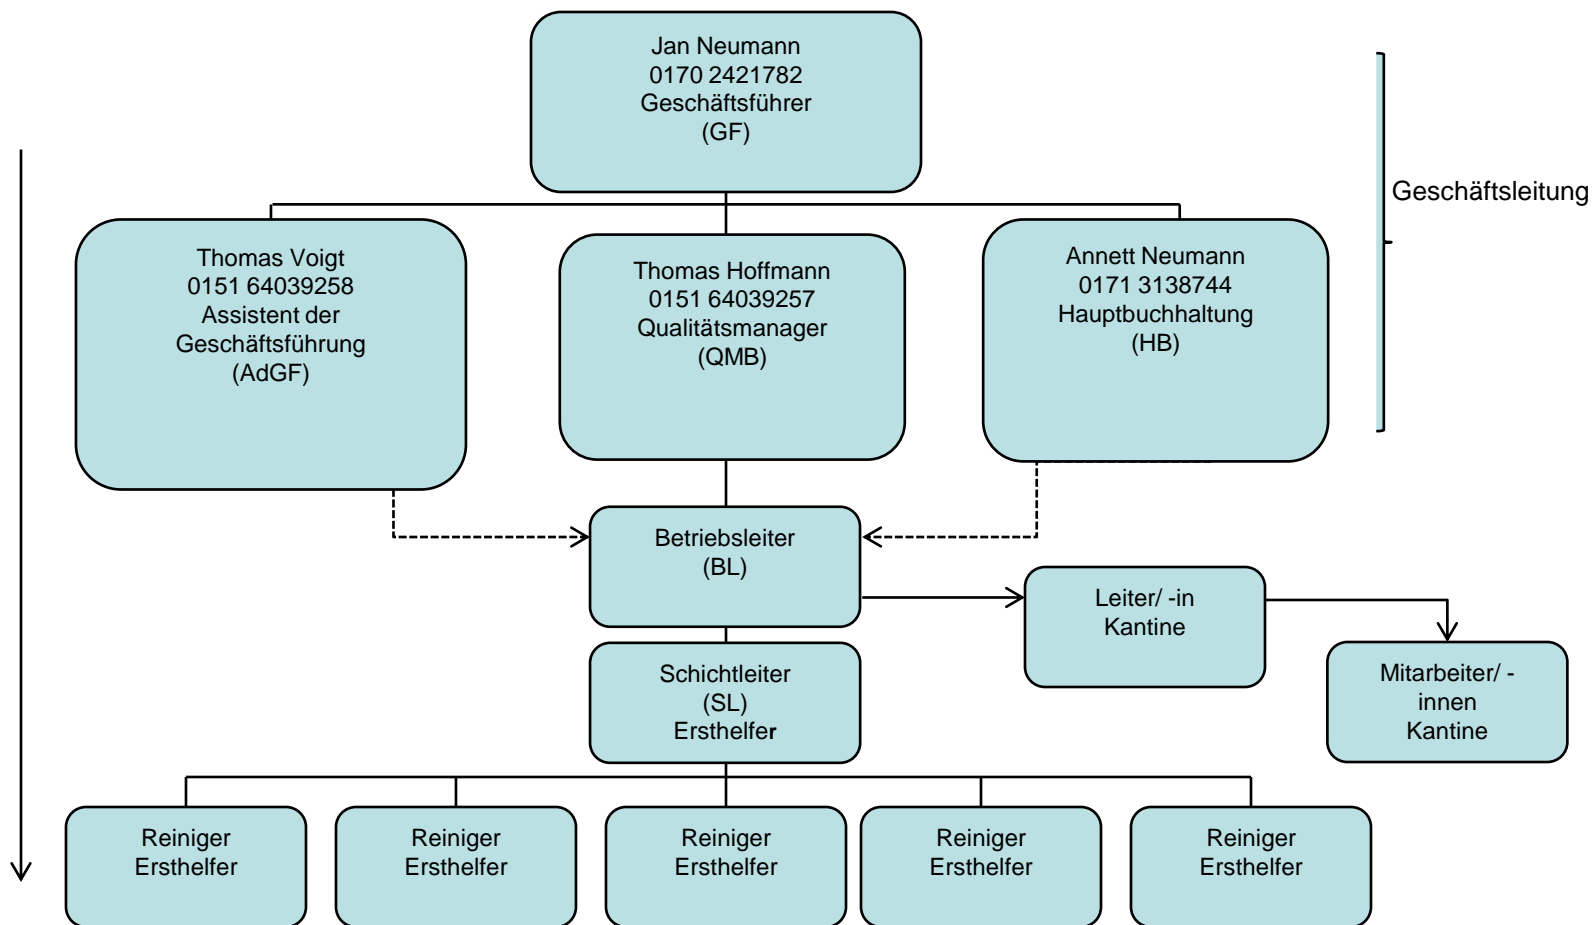 Jan Neumann
0170 2421782
Geschäftsführer
(GF)
Geschäftsleitung
Thomas Voigt
0151 64039258
Assistent der
Geschäftsführung
(AdGF)
Thomas Hoffmann
0151 64039257
Qualitätsmanager
(QMB)
Annett Neumann
0171 3138744
Hauptbuchhaltung
(HB)
Betriebsleiter
(BL)
Leiter/ -in
Kantine
Mitarbeiter/ -
innen
Kantine
Schichtleiter
(SL)
Ersthelfer
Reiniger
Ersthelfer
Reiniger
Ersthelfer
Reiniger
Ersthelfer
Reiniger
Ersthelfer
Reiniger
Ersthelfer